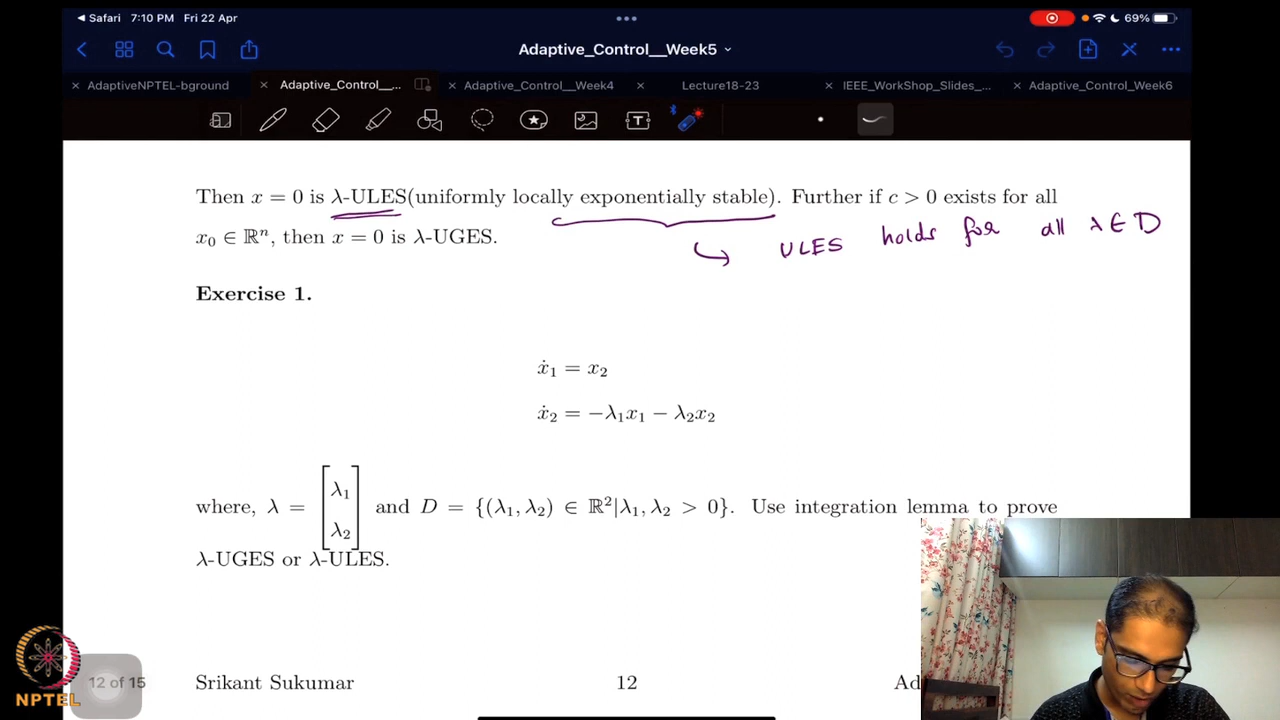 Safari 7:10 PM Fri 22 Apr 69%
Adaptive_Control__Week5
AdaptiveNPTEL-bground Adaptive_Control__... Adaptive_Control__Week4 Lecture18-23 IEEE_WorkShop_Slides_... Adaptive_Control_Week6
Then x = 0 is λ-ULES(uniformly locally exponentially stable). Further if c > 0 exists for all
x₀ ∈ ℝⁿ, then x = 0 is λ-UGES.
ULES holds for all λ ∈ D
Exercise 1.
ẋ₁ = x₂
ẋ₂ = −λ₁x₁ − λ₂x₂
where, λ = [λ₁ λ₂] and D = {(λ₁, λ₂) ∈ ℝ²|λ₁, λ₂ > 0}. Use integration lemma to prove
λ-UGES or λ-ULES.
12 of 15
Srikant Sukumar 12 Ad
NPTEL